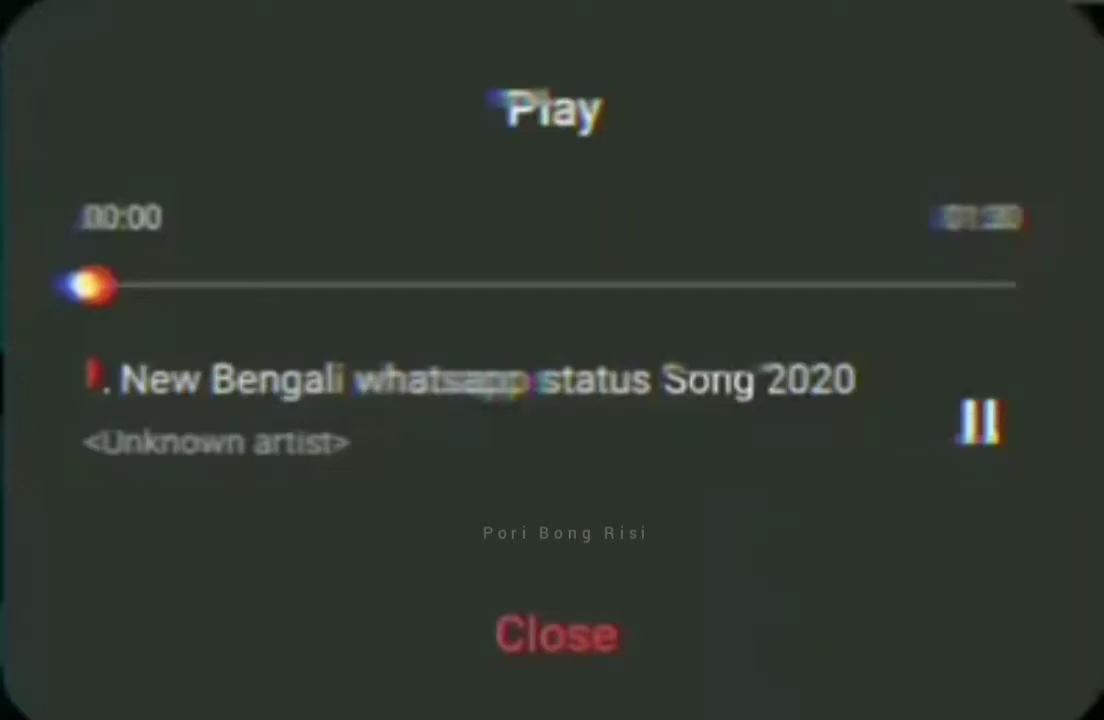 Play
00:00
. New Bengali whatsapp status Song 2020
<Unknown artist>
Pori Bong Risi
Close